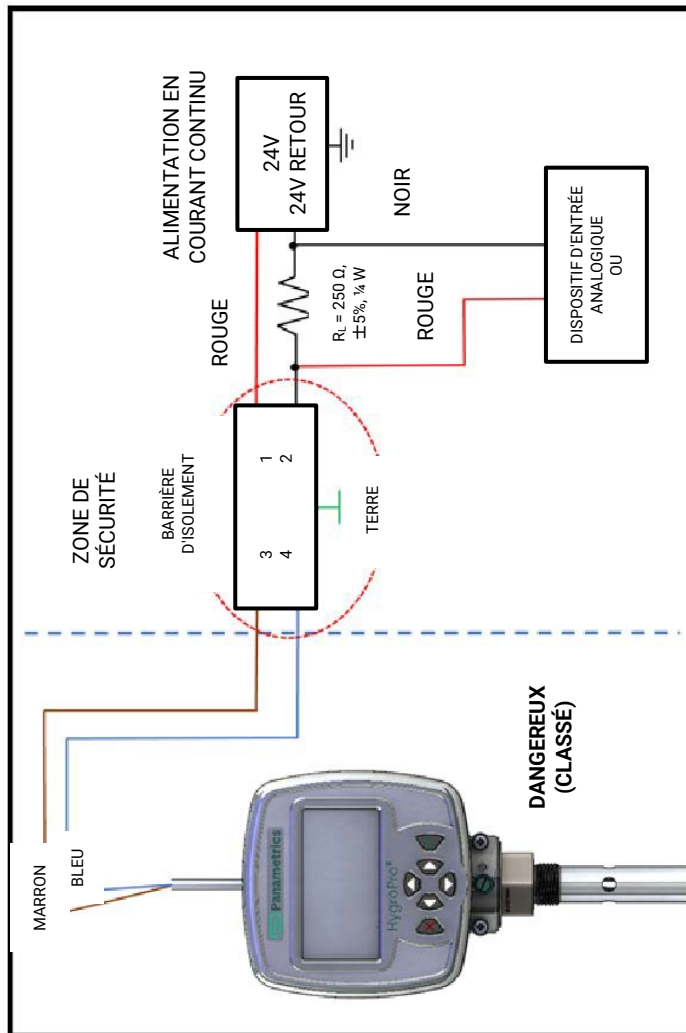 ALIMENTATION EN
COURANT CONTINU
24V
24V RETOUR
ROUGE
NOIR
RL = 250 Ω,
±5%, ¼ W
ROUGE
DISPOSITIF D'ENTRÉE
ANALOGIQUE
OU
ZONE DE
SÉCURITÉ
BARRIÈRE
D'ISOLEMENT
3 1
4 2
TERRE
MARRON
BLEU
DANGEREUX
(CLASSÉ)
Panametrics
HygroPro®